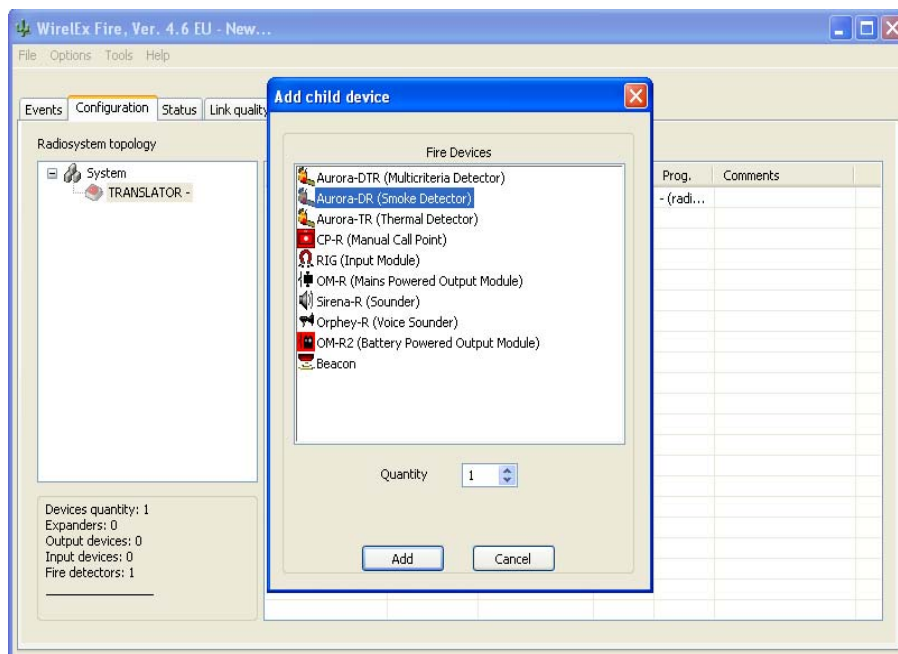 WirelEx Fire, Ver. 4.6 EU - New...
File Options Tools Help
Events Configuration Status Link quality
Radiosystem topology
System
TRANSLATOR -
Devices quantity: 1
Expanders: 0
Output devices: 0
Input devices: 0
Fire detectors: 1
Add child device
Fire Devices
Aurora-DTR (Multicriteria Detector)
Aurora-DR (Smoke Detector)
Aurora-TR (Thermal Detector)
CP-R (Manual Call Point)
RIG (Input Module)
OM-R (Mains Powered Output Module)
Sirena-R (Sounder)
Orphey-R (Voice Sounder)
OM-R2 (Battery Powered Output Module)
Beacon
Quantity 1
Add Cancel
Prog. Comments
- (radi...